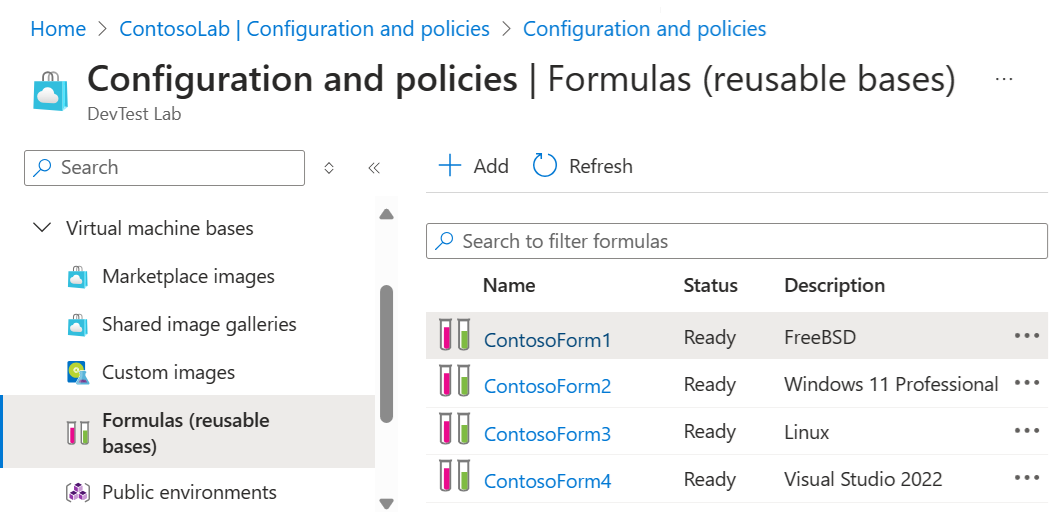 Home > ContosoLab | Configuration and policies > Configuration and policies
Configuration and policies | Formulas (reusable bases) ...
DevTest Lab
Search
Add Refresh
Virtual machine bases
Marketplace images
Shared image galleries
Custom images
Formulas (reusable
bases)
Public environments
Search to filter formulas
Name Status Description
ContosoForm1 Ready FreeBSD
ContosoForm2 Ready Windows 11 Professional
ContosoForm3 Ready Linux
ContosoForm4 Ready Visual Studio 2022